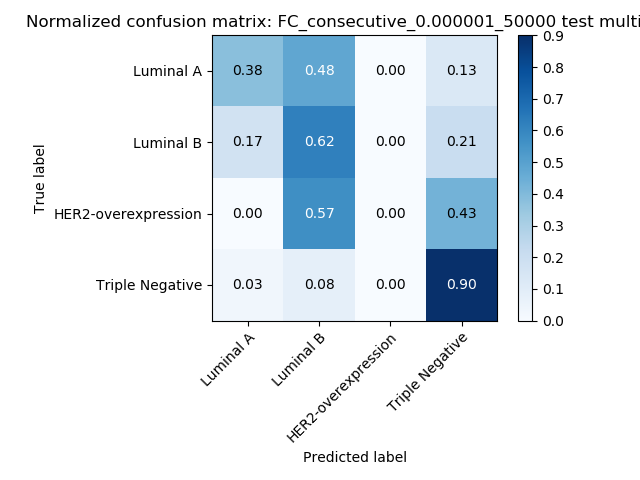 Normalized confusion matrix: FC_consecutive_0.000001_50000 test multi
Luminal A 0.38 0.48 0.00 0.13
Luminal B 0.17 0.62 0.00 0.21
HER2-overexpression 0.00 0.57 0.00 0.43
Triple Negative 0.03 0.08 0.00 0.90
True label
Luminal A
Luminal B
HER2-overexpression
Triple Negative
Predicted label
0.9
0.8
0.7
0.6
0.5
0.4
0.3
0.2
0.1
0.0